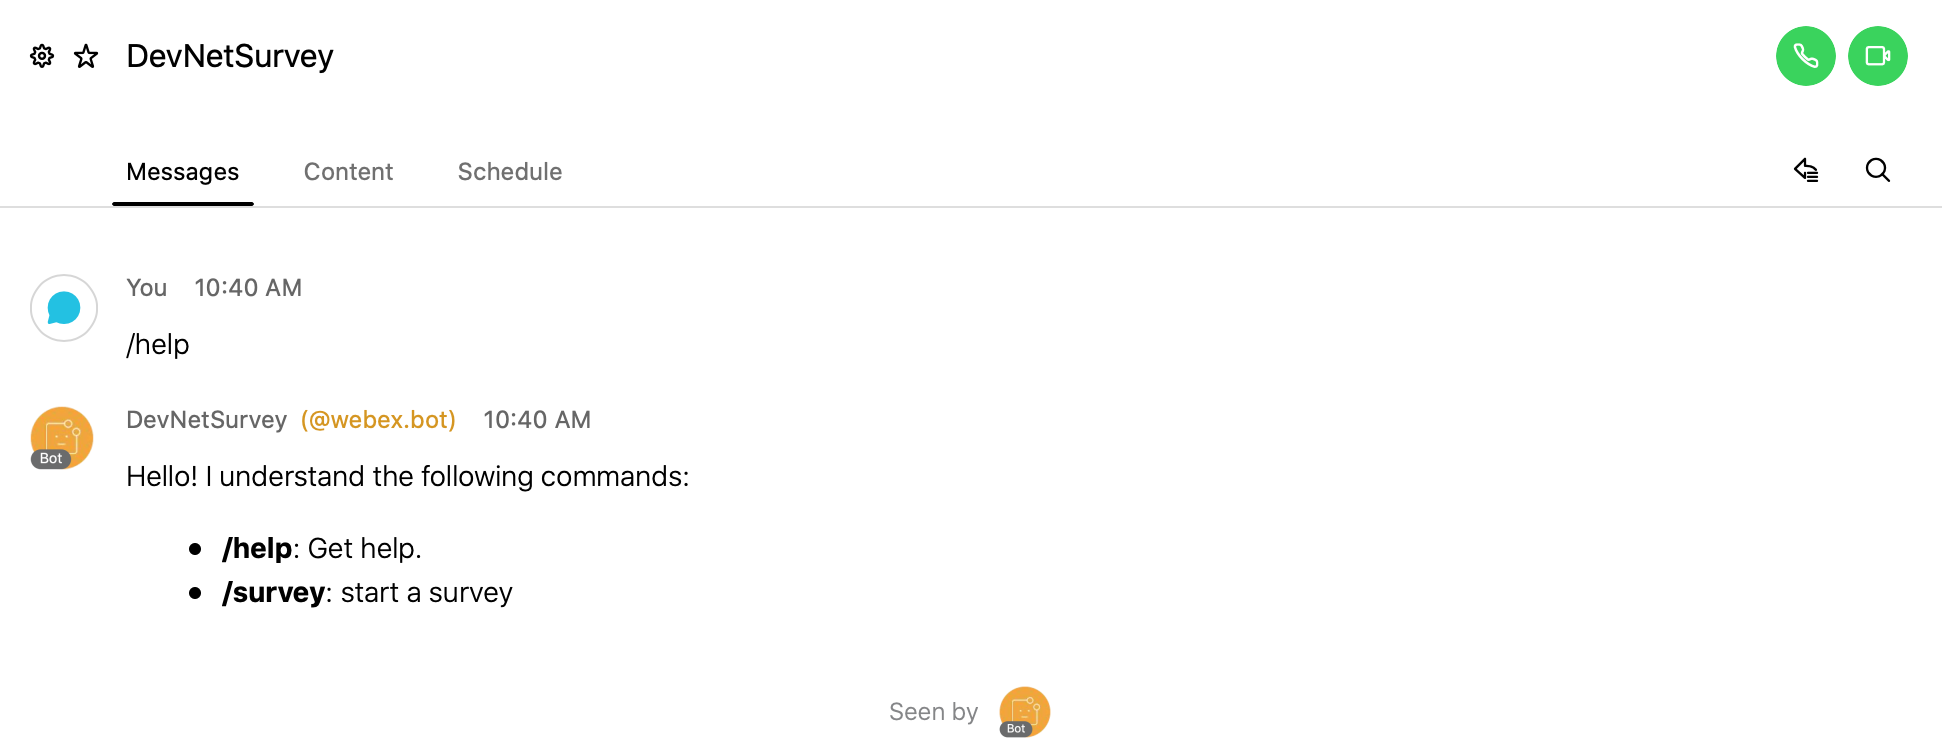 DevNetSurvey
Messages Content Schedule
You 10:40 AM
/help
DevNetSurvey (@webex.bot) 10:40 AM
Bot
Hello! I understand the following commands:
● /help: Get help.
● /survey: start a survey
Seen by
Bot